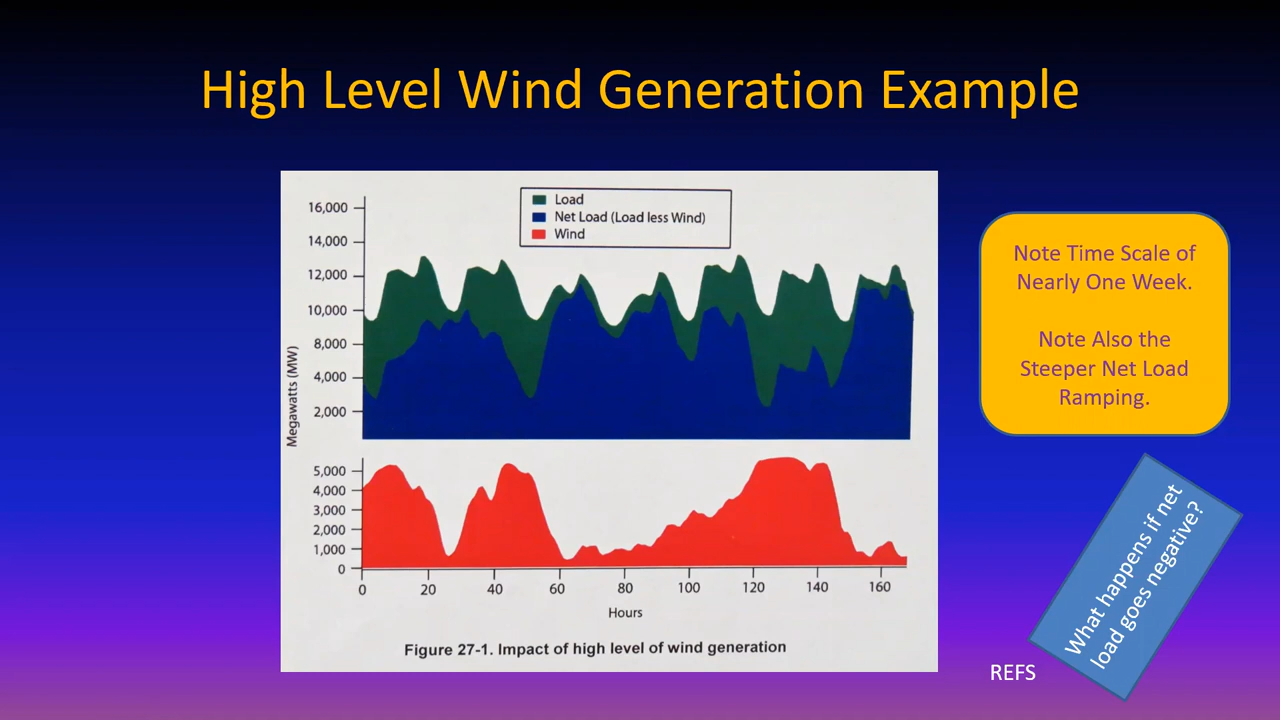 High Level Wind Generation Example
Load
Net Load (Load less Wind)
Wind
16,000
14,000
12,000
10,000
8,000
4,000
2,000
Megawatts (MW)
5,000
4,000
3,000
2,000
1,000
0
0 20 40 60 80 100 120 140 160
Hours
Figure 27-1. Impact of high level of wind generation
Note Time Scale of
Nearly One Week.
Note Also the
Steeper Net Load
Ramping.
What happens if net
load goes negative?
REFS